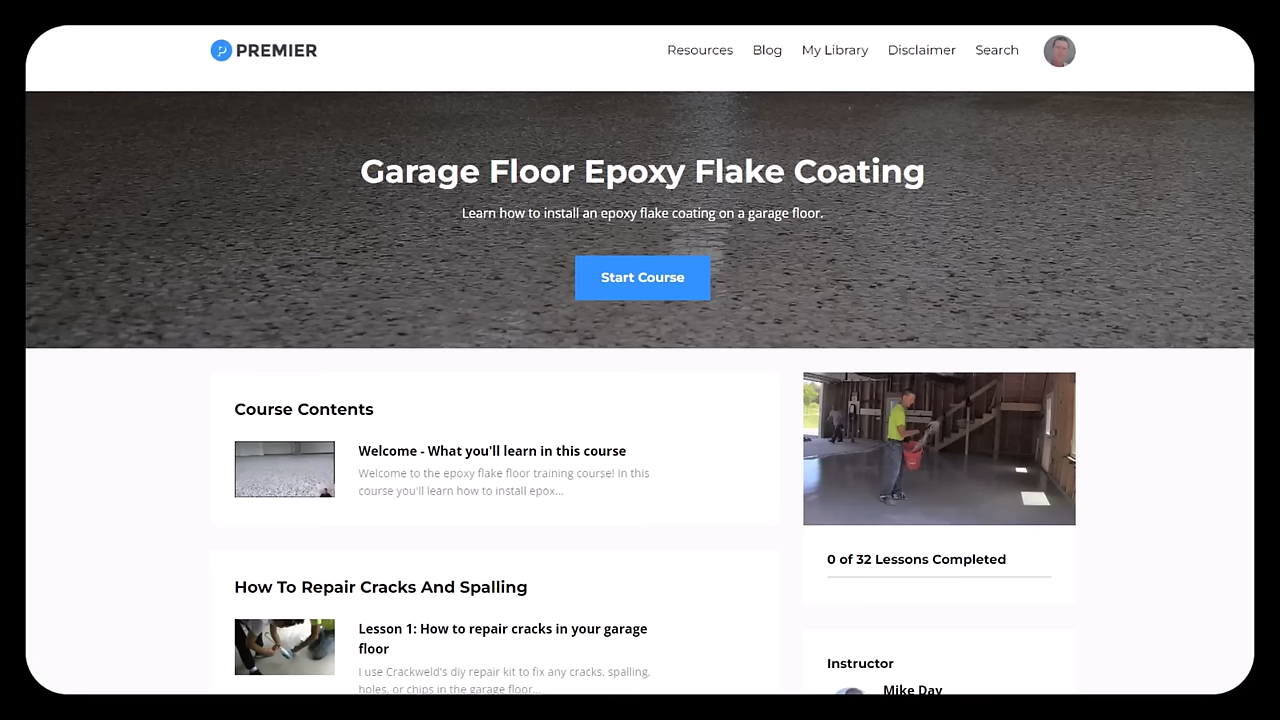 PREMIER
Resources Blog My Library Disclaimer Search
Garage Floor Epoxy Flake Coating
Learn how to install an epoxy flake coating on a garage floor.
Start Course
Course Contents
Welcome - What you'll learn in this course
Welcome to the epoxy flake floor training course! In this
course you'll learn how to install epox...
How To Repair Cracks And Spalling
Lesson 1: How to repair cracks in your garage
floor
I use Crackweld's diy repair kit to fix any cracks, spalling,
holes, or chips in the garage floor...
0 of 32 Lessons Completed
Instructor
Mike Day